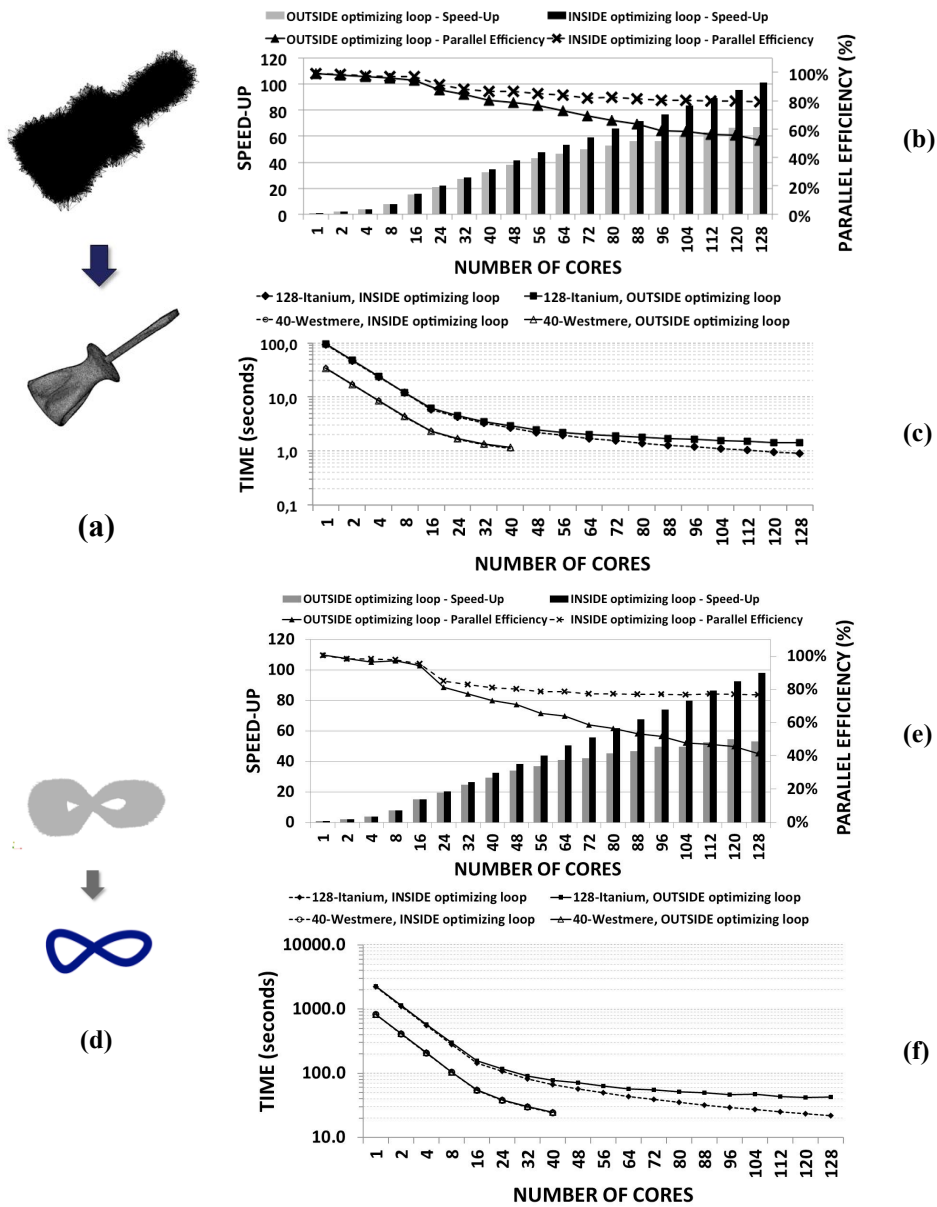 OUTSIDE optimizing loop - Speed-Up INSIDE optimizing loop - Speed-Up
OUTSIDE optimizing loop - Parallel Efficiency INSIDE optimizing loop - Parallel Efficiency
SPEED-UP
120
100
80
60
40
20
0
100%
80%
60%
40%
20%
0%
PARALLEL EFFICIENCY (%)
1 2 4 8 16 24 32 40 48 56 64 72 80 88 96 104 112 120 128
NUMBER OF CORES
(b)
128-Itanium, INSIDE optimizing loop 128-Itanium, OUTSIDE optimizing loop
40-Westmere, INSIDE optimizing loop 40-Westmere, OUTSIDE optimizing loop
TIME (seconds)
100,0
10,0
1,0
0,1
1 2 4 8 16 24 32 40 48 56 64 72 80 88 96 104 112 120 128
NUMBER OF CORES
(c)
(a)
OUTSIDE optimizing loop - Speed-Up INSIDE optimizing loop - Speed-Up
OUTSIDE optimizing loop - Parallel Efficiency INSIDE optimizing loop - Parallel Efficiency
SPEED-UP
120
100
80
60
40
20
0
100%
80%
60%
40%
20%
0%
PARALLEL EFFICIENCY (%)
1 2 4 8 16 24 32 40 48 56 64 72 80 88 96 104 112 120 128
NUMBER OF CORES
(e)
128-Itanium, INSIDE optimizing loop 128-Itanium, OUTSIDE optimizing loop
40-Westmere, INSIDE optimizing loop 40-Westmere, OUTSIDE optimizing loop
TIME (seconds)
10000.0
1000.0
100.0
10.0
1 2 4 8 16 24 32 40 48 56 64 72 80 88 96 104 112 120 128
NUMBER OF CORES
(f)
(d)